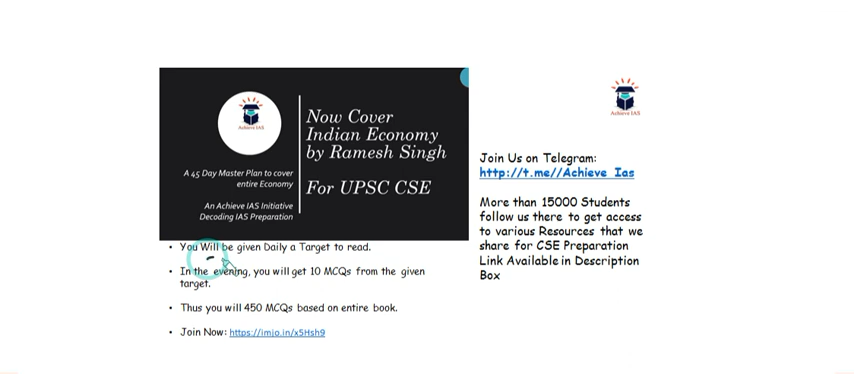 Achieve IAS
A 45 Day Master Plan to cover
entire Economy
An Achieve IAS Initiative
Decoding IAS Preparation
Now Cover
Indian Economy
by Ramesh Singh
For UPSC CSE
• You Will be given Daily a Target to read.
• In the evening, you will get 10 MCQs from the given
target.
• Thus you will 450 MCQs based on entire book.
• Join Now: https://imjo.in/x5Hsh9
Achieve IAS
Join Us on Telegram:
http://t.me//Achieve_Ias
More than 15000 Students
follow us there to get access
to various Resources that we
share for CSE Preparation
Link Available in Description
Box